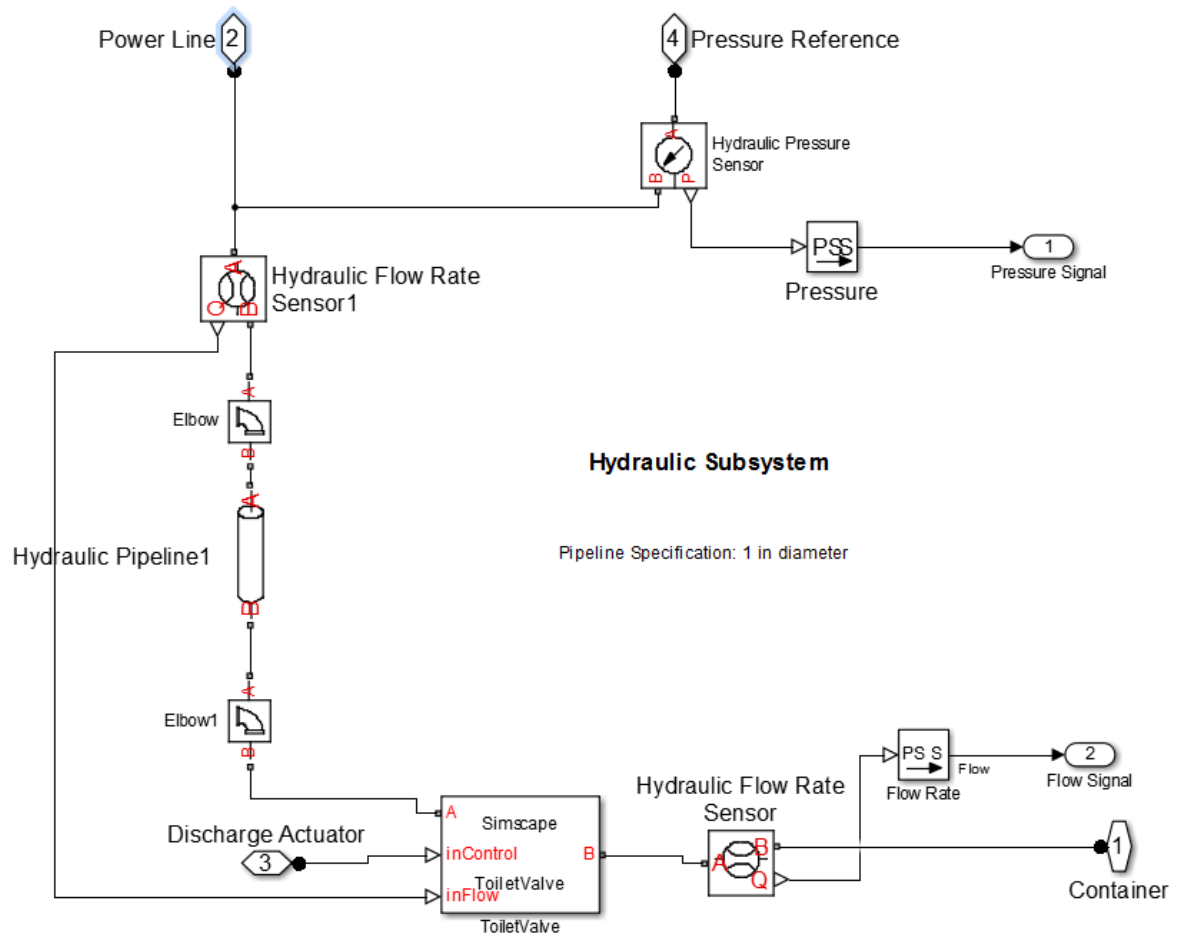 Power Line 2
4 Pressure Reference
A
Hydraulic Pressure
Sensor
B P
A
Hydraulic Flow Rate
Sensor1
Q B
PSS
Pressure
1
Pressure Signal
A
Elbow
B
Hydraulic Subsystem
A
Hydraulic Pipeline1
B
Pipeline Specification: 1 in diameter
A
Elbow1
B
PS S
Flow
Flow Rate
2
Flow Signal
Hydraulic Flow Rate
Sensor
A
B
Q
1
Container
Discharge Actuator
3
A
Simscape
inControl
B
ToiletValve
inFlow
ToiletValve